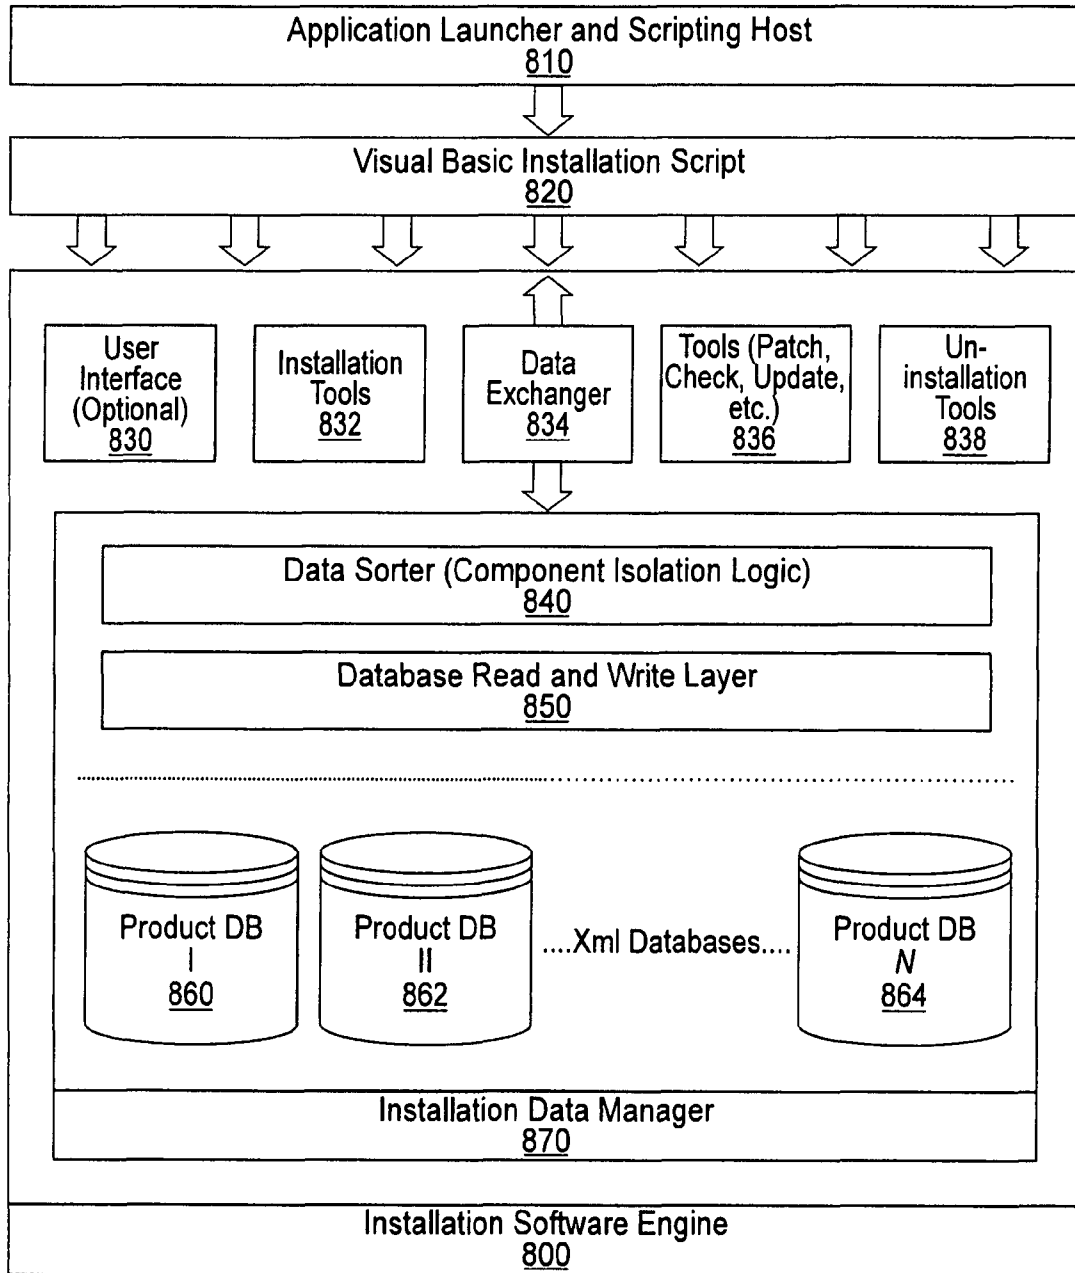 Application Launcher and Scripting Host
810
Visual Basic Installation Script
820
User
Interface
(Optional)
830
Installation
Tools
832
Data
Exchanger
834
Tools (Patch,
Check, Update,
etc.)
836
Un-
installation
Tools
838
Data Sorter (Component Isolation Logic)
840
Database Read and Write Layer
850
Product DB
I
860
Product DB
II
862
....Xml Databases....
Product DB
N
864
Installation Data Manager
870
Installation Software Engine
800